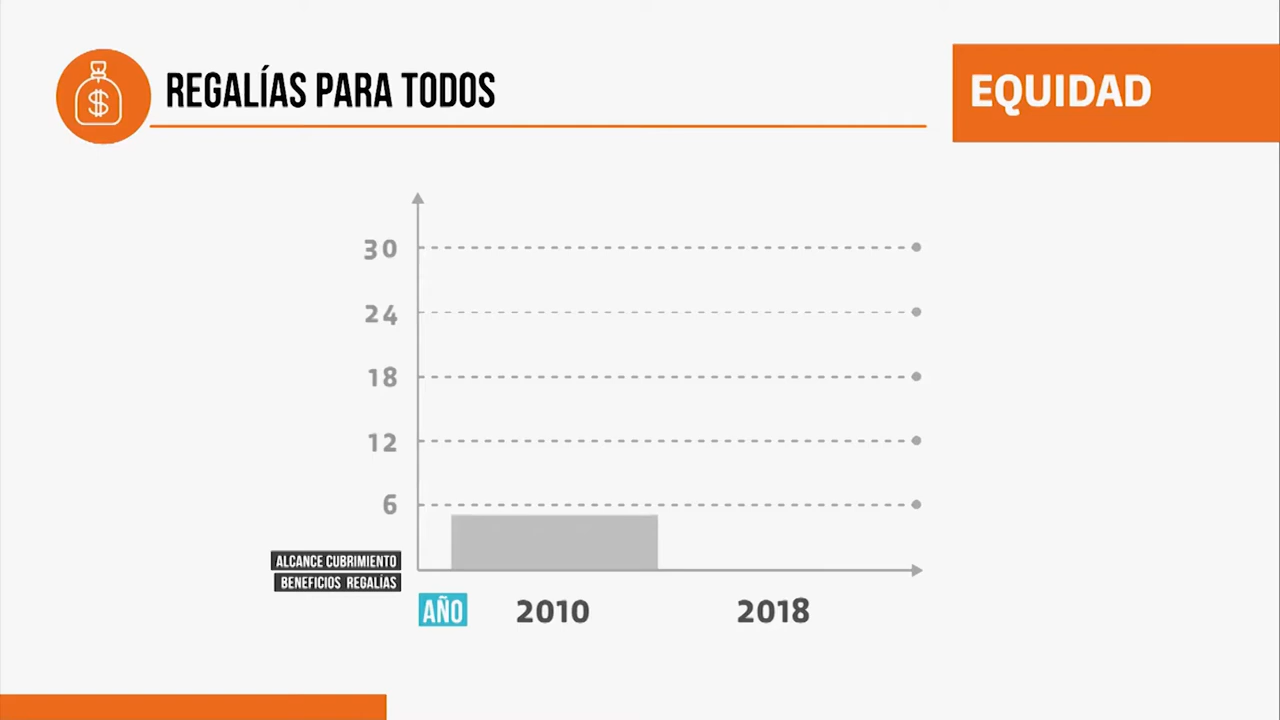 $
REGALÍAS PARA TODOS
EQUIDAD
30
24
18
12
6
ALCANCE CUBRIMIENTO
BENEFICIOS REGALÍAS
AÑO 2010 2018